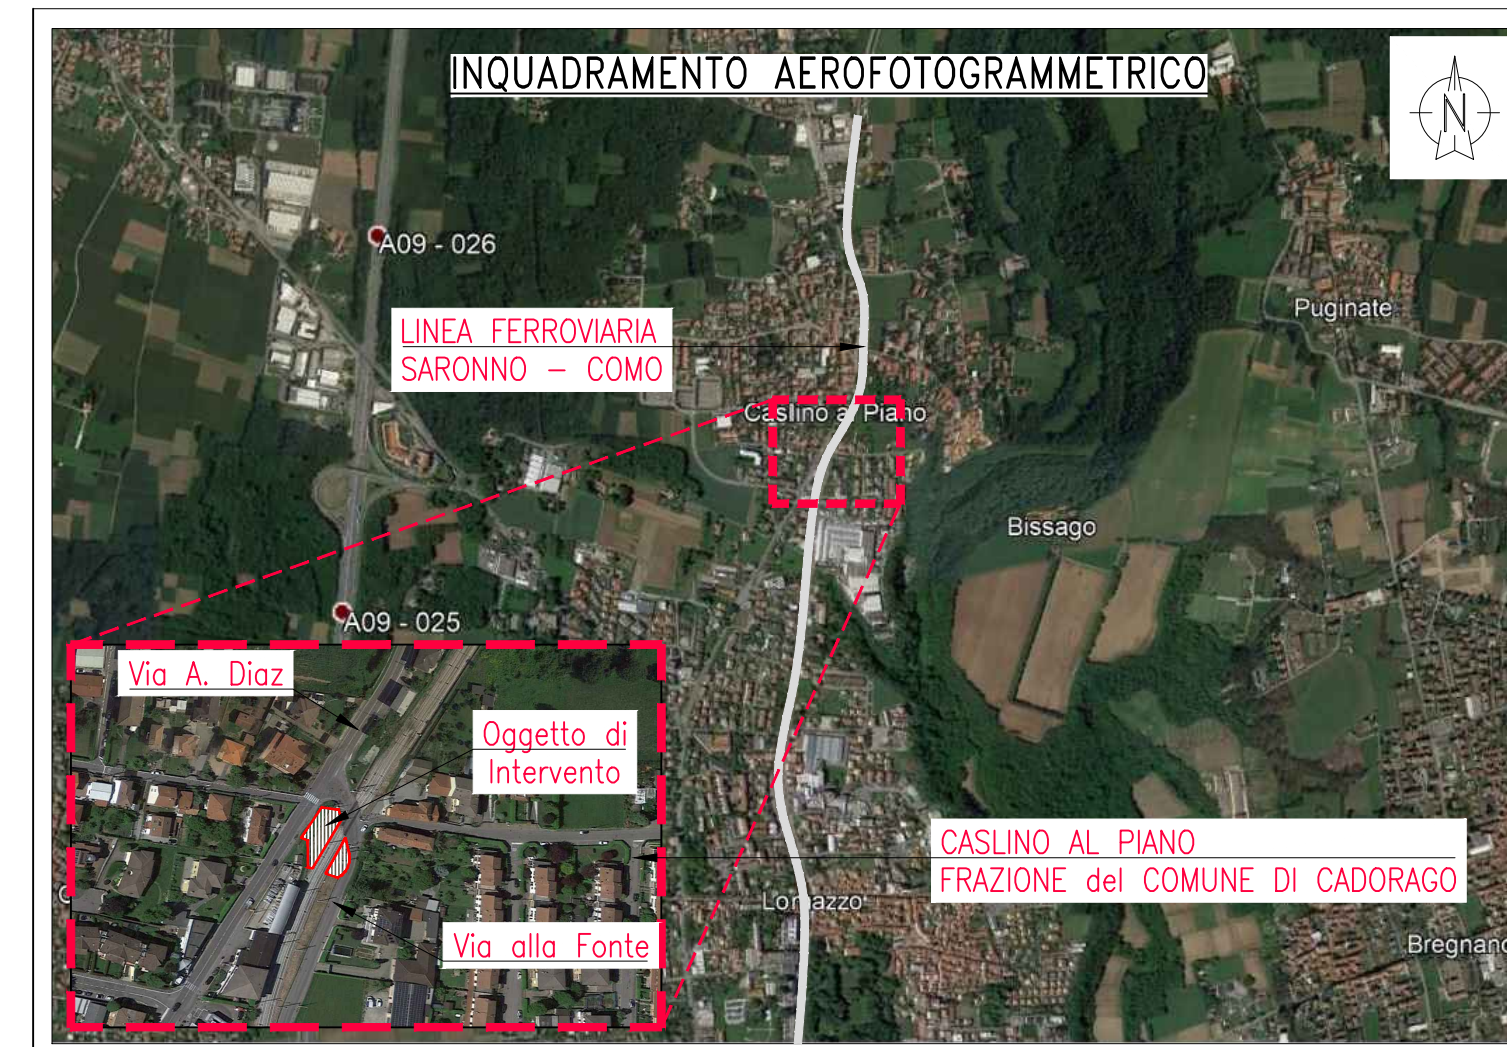 INQUADRAMENTO AEROFOTOGRAMMETRICO
N
A09 - 026
Puginate
LINEA FERROVIARIA
SARONNO - COMO
Caslino al Piano
Bissago
A09 - 025
Via A. Diaz
Oggetto di
Intervento
CASLINO AL PIANO
FRAZIONE del COMUNE DI CADORAGO
Lomazzo
Via alla Fonte
Bregnano